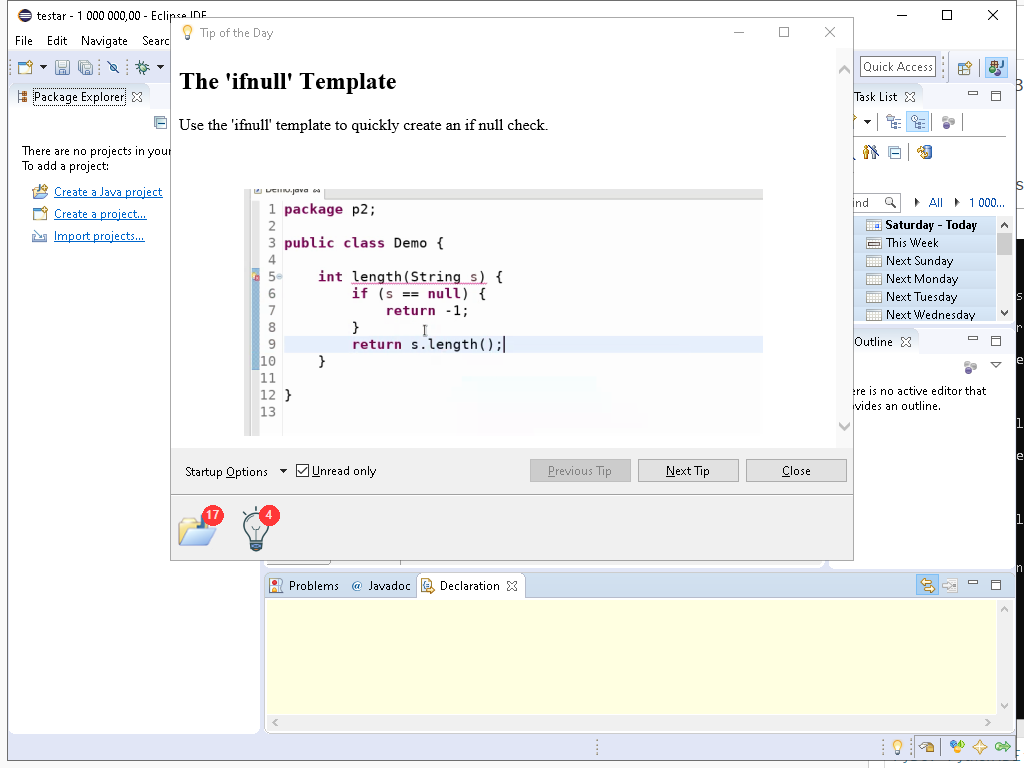 testar - 1 000 000,00 - Eclipse IDE
File Edit Navigate Searc
Tip of the Day
Quick Access
Package Explorer
Task List
The 'ifnull' Template
Use the 'ifnull' template to quickly create an if null check.
There are no projects in your
To add a project:
Create a Java project
Create a project...
Import projects...
Demo.java
1 package p2;
2
3 public class Demo {
4
5 int length(String s) {
6 if (s == null) {
7 return -1;
8 }
9 return s.length();
10 }
11
12 }
13
ind All 1 000...
Saturday - Today
This Week
Next Sunday
Next Monday
Next Tuesday
Next Wednesday
Outline
ere is no active editor that
vides an outline.
Startup Options Unread only Previous Tip Next Tip Close
17 4
Problems @ Javadoc Declaration